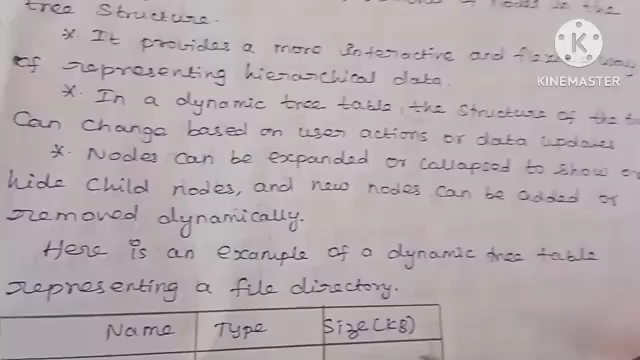 nodes in the
tree structure.
*. It provides a more interactive and
of representing hierarchical data.
*. In a dynamic tree table, the structure of the
Can change based on user actions or data updates
*. Nodes can be expanded or collapsed to show or
hide child nodes, and new nodes can be added or
removed dynamically.
Here is an example of a dynamic tree table
representing a file directory.
Name Type Size(KB)
K
KINEMASTER